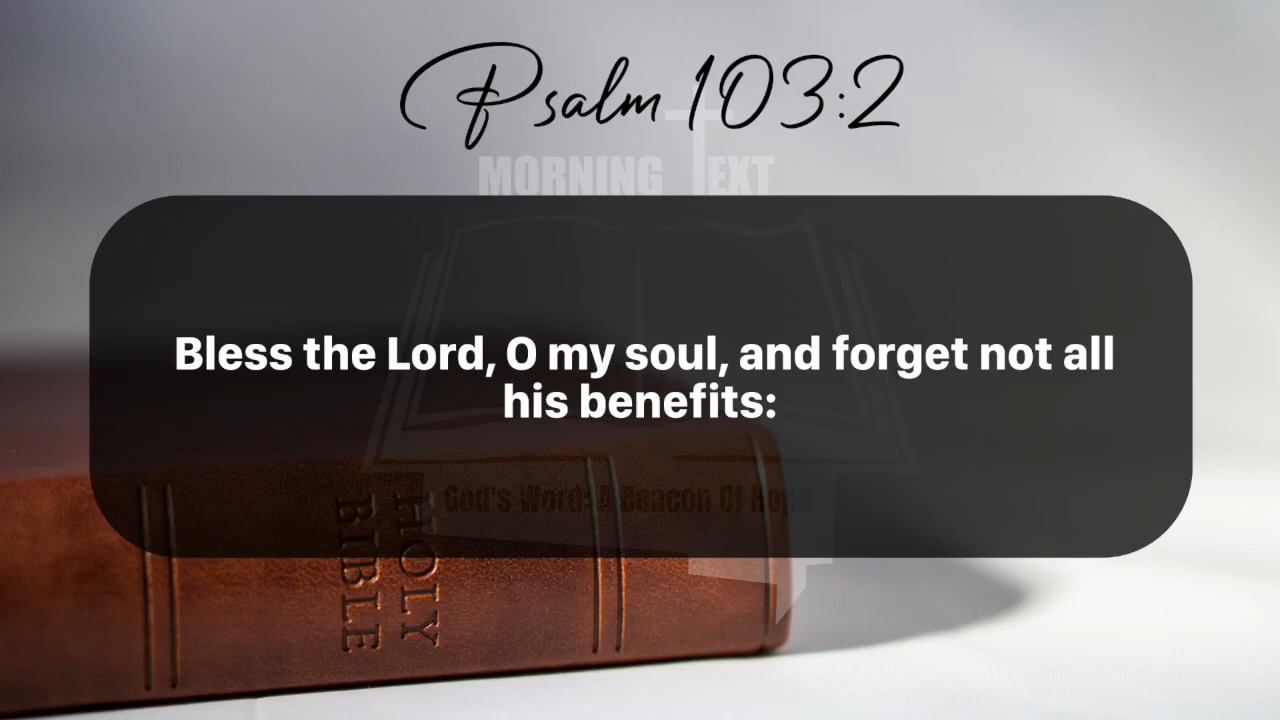 Psalm 103:2
MORNING TEXT
Bless the Lord, O my soul, and forget not all
his benefits:
God's Word: A Beacon Of Hope
HOLY
BIBLE